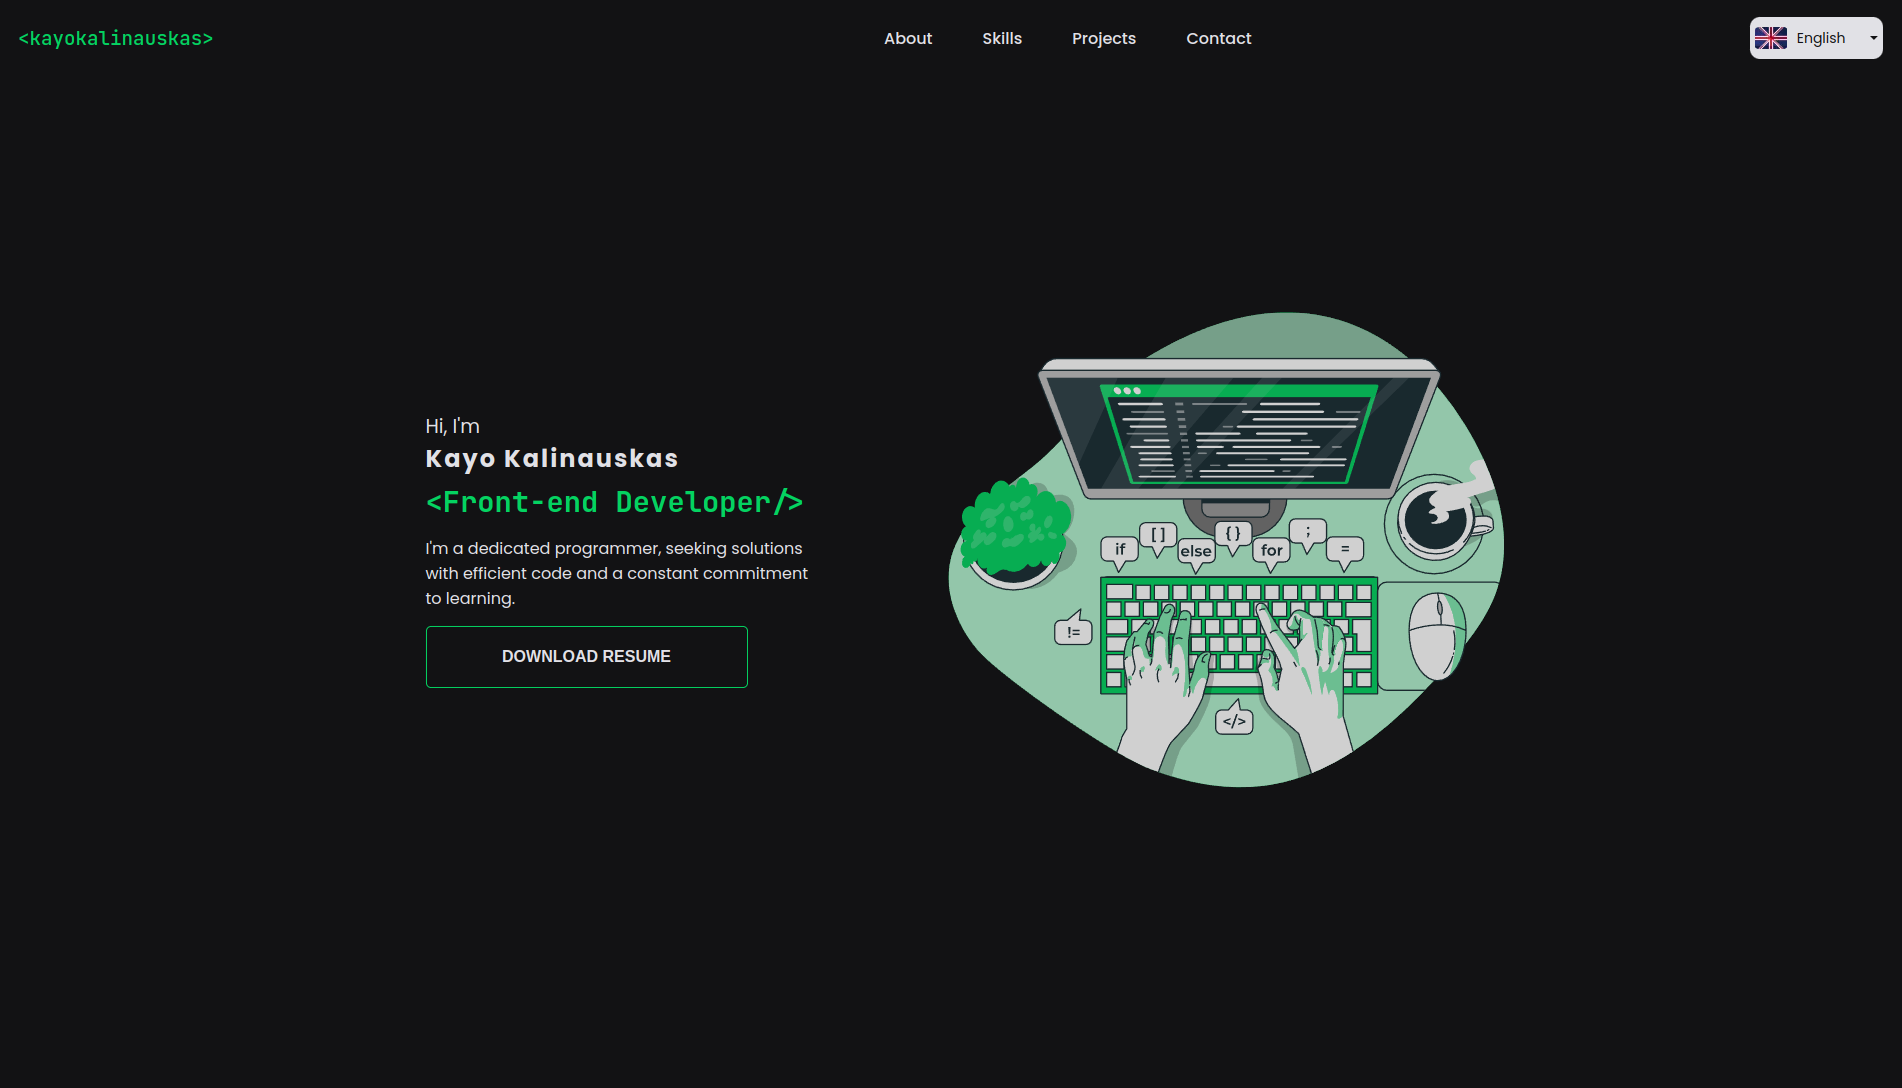 <kayokalinauskas>
About
Skills
Projects
Contact
English
Hi, I'm
Kayo Kalinauskas
<Front-end Developer/>
I'm a dedicated programmer, seeking solutions
with efficient code and a constant commitment
to learning.
DOWNLOAD RESUME
if
[ ]
else
{ }
for
;
=
!=
</>